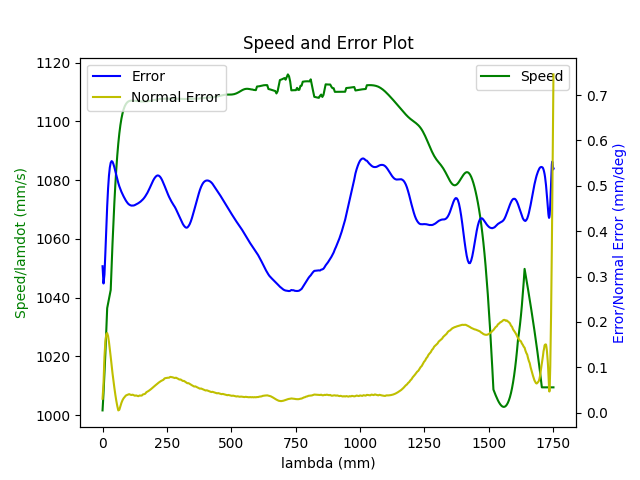 Speed and Error Plot
Error
Normal Error
Speed
1120
1100
1080
1060
1040
1020
1000
Speed/lamdot (mm/s)
0.7
0.6
0.5
0.4
0.3
0.2
0.1
0.0
Error/Normal Error (mm/deg)
0 250 500 750 1000 1250 1500 1750
lambda (mm)